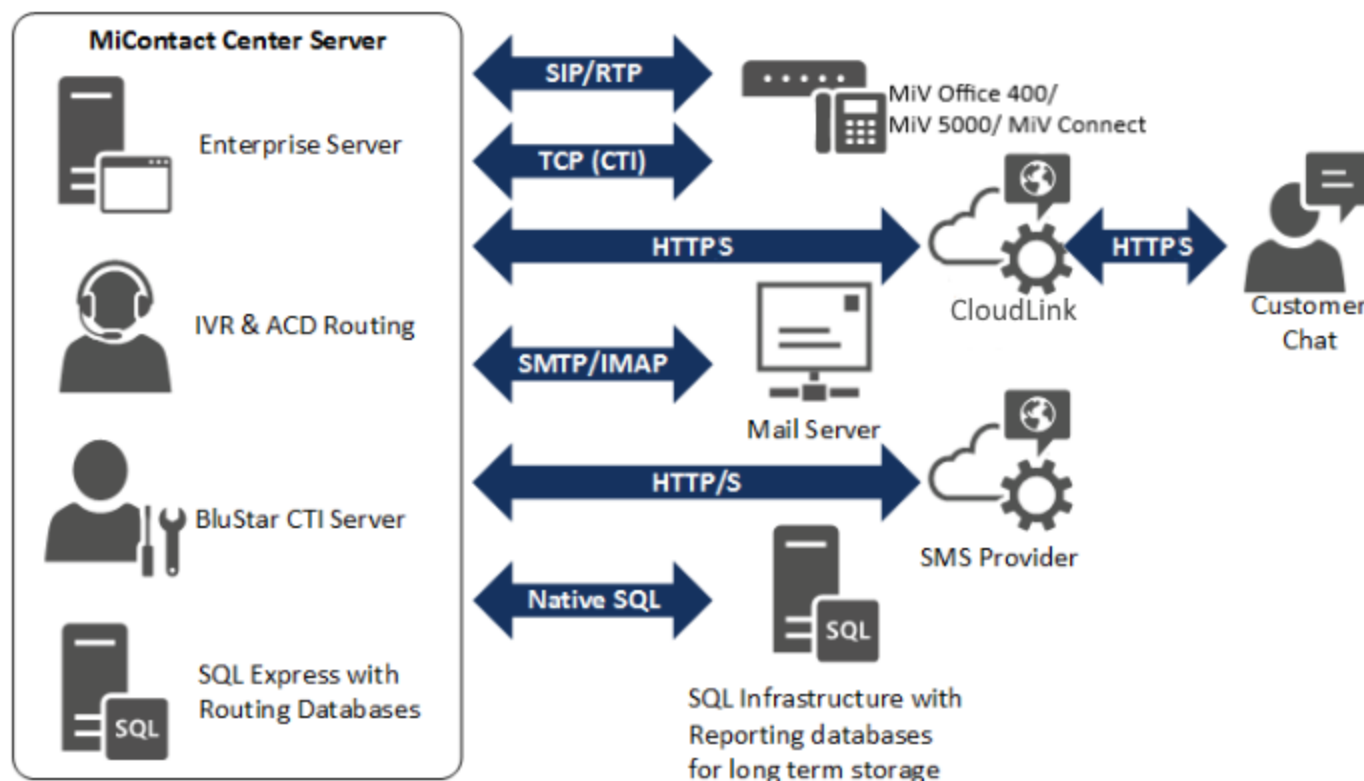 MiContact Center Server
Enterprise Server
IVR & ACD Routing
BluStar CTI Server
SQL Express with
Routing Databases
SQL
SIP/RTP
TCP (CTI)
HTTPS
SMTP/IMAP
HTTP/S
Native SQL
MiV Office 400/
MiV 5000/ MiV Connect
CloudLink
HTTPS
Customer
Chat
Mail Server
SMS Provider
SQL
SQL Infrastructure with
Reporting databases
for long term storage